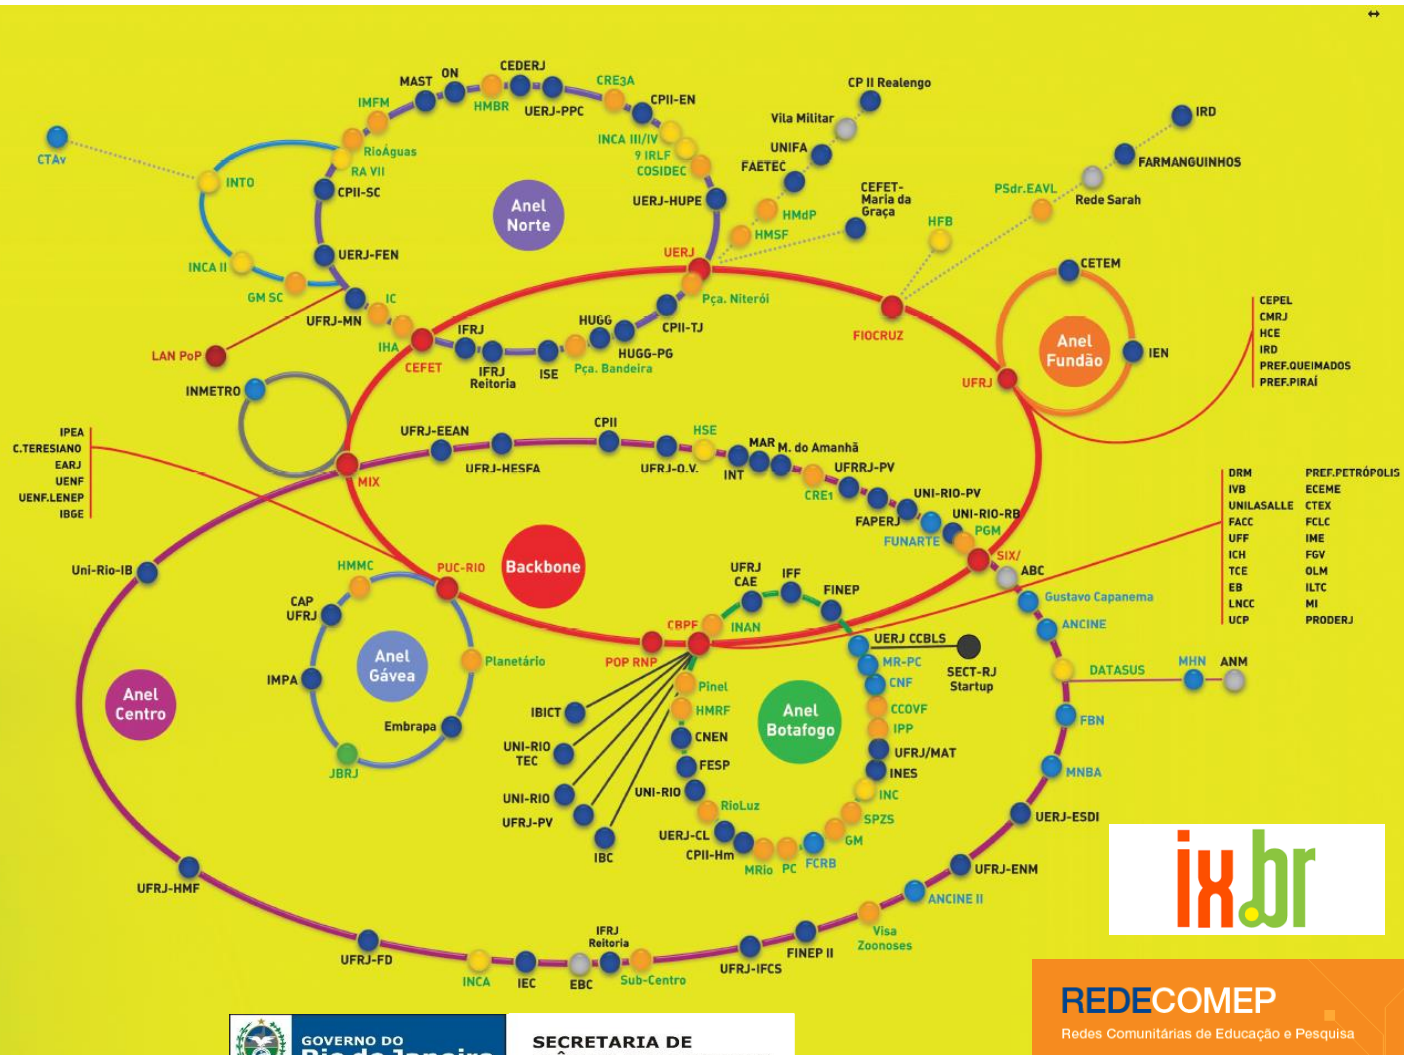 CEDERJ
ON
MAST
CRE3A
CP II Realengo
IMFM
HMBR
UERJ-PPC
CPII-EN
Vila Militar
IRD
INCA III/IV
CTAv
RioÁguas
9 IRLF
UNIFA
FARMANGUINHOS
RA VII
COSIDEC
FAETEC
INTO
CPII-SC
Anel
Norte
UERJ-HUPE
CEFET-
Maria da
Graça
PSdr.EAVL
Rede Sarah
HMdP
HFB
HMSF
UERJ-FEN
UERJ
INCA II
CETEM
GM SC
IC
Pça. Niterói
UFRJ-MN
HUGG
CPII-TJ
IFRJ
FIOCRUZ
IHA
LAN PoP
CEFET
IFRJ
Reitoria
ISE
Pça. Bandeira
HUGG-PG
Anel
Fundão
IEN
UFRJ
CEPEL
CMRJ
HCE
IRD
PREF.QUEIMADOS
PREF.PIRAÍ
INMETRO
IPEA
C.TERESIANO
EARJ
UENF
UENF.LENEP
IBGE
UFRJ-EEAN
CPII
HSE
MAR
M. do Amanhã
UFRJ-HESFA
UFRJ-O.V.
INT
UFRRJ-PV
MIX
CRE1
UNI-RIO-PV
FAPERJ
UNI-RIO-RB
FUNARTE
PGM
SIX/
DRM PREF.PETRÓPOLIS
IVB ECEME
UNILASALLE CTEX
FACC FCLC
UFF IME
ICH FGV
TCE OLM
EB ILTC
LNCC MI
UCP PRODERJ
Uni-Rio-IB
HMMC
PUC-RIO
Backbone
UFRJ
CAE
IFF
FINEP
ABC
Gustavo Capanema
CAP
UFRJ
CBPF
INAN
ANCINE
UERJ CCBLS
Anel
Gávea
Planetário
POP RNP
MR-PC
SECT-RJ
Startup
DATASUS
MHN
ANM
IMPA
Pinel
CNF
Anel
Centro
IBICT
HMRF
Anel
Botafogo
CCOVF
IPP
FBN
Embrapa
CNEN
UNI-RIO
TEC
UFRJ/MAT
FESP
INES
JBRJ
MNBA
UNI-RIO
UNI-RIO
INC
RioLuz
UFRJ-PV
SPZS
UERJ-ESDI
UERJ-CL
GM
IBC
CPII-Hm
FCRB
MRio
PC
UFRJ-ENM
UFRJ-HMF
ANCINE II
Visa
Zoonoses
IFRJ
Reitoria
FINEP II
UFRJ-FD
UFRJ-IFCS
INCA
IEC
EBC
Sub-Centro
ix.br
REDECOMEP
Redes Comunitárias de Educação e Pesquisa
GOVERNO DO
Rio de Janeiro
SECRETARIA DE